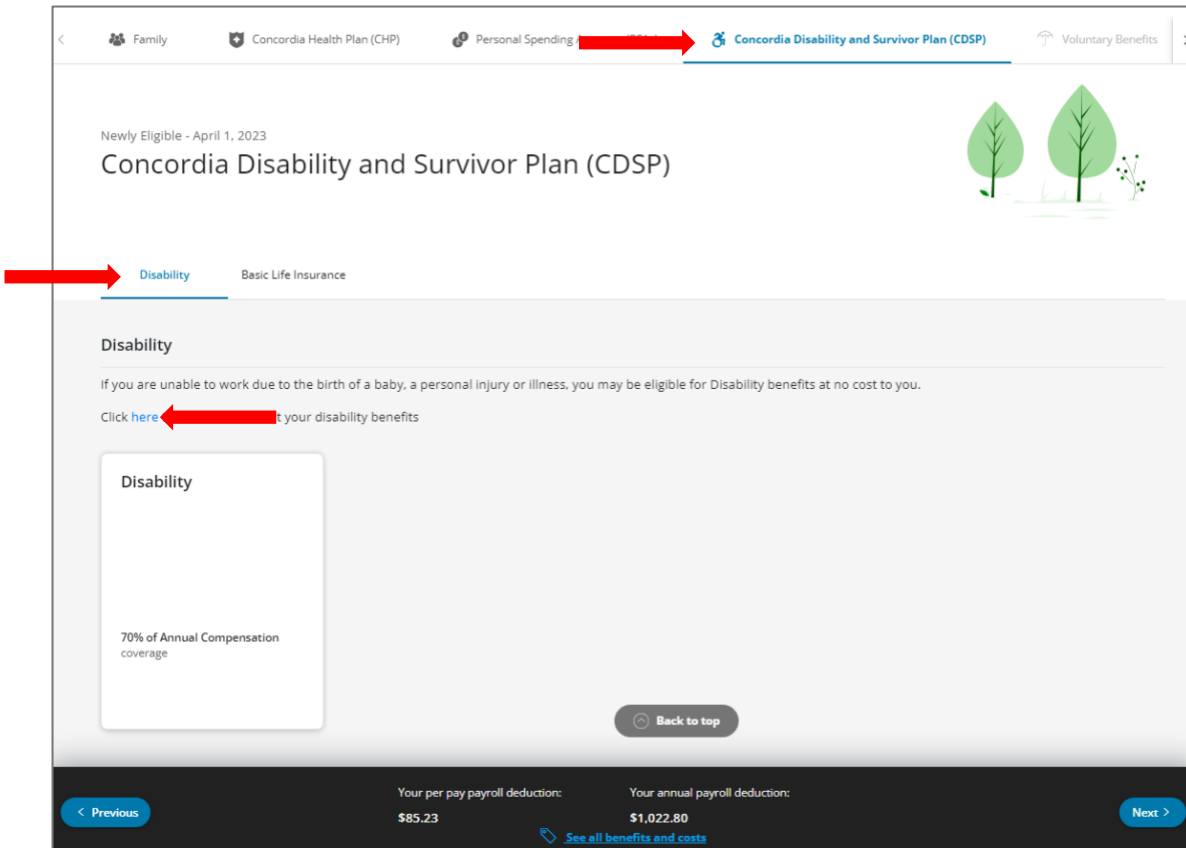 Family
Concordia Health Plan (CHP)
Personal Spending
Concordia Disability and Survivor Plan (CDSP)
Voluntary Benefits
Newly Eligible - April 1, 2023
Concordia Disability and Survivor Plan (CDSP)
Disability
Basic Life Insurance
Disability
If you are unable to work due to the birth of a baby, a personal injury or illness, you may be eligible for Disability benefits at no cost to you.
Click here t your disability benefits
Disability
70% of Annual Compensation
coverage
Back to top
Previous
Your per pay payroll deduction:
$85.23
Your annual payroll deduction:
$1,022.80
See all benefits and costs
Next